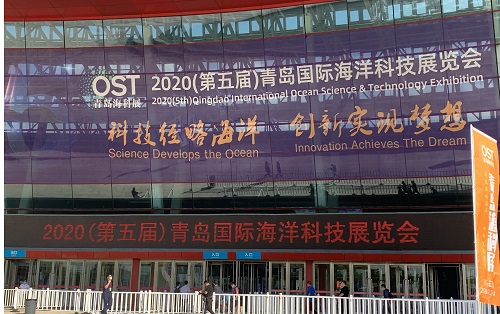 OST
青岛海科展
2020(第五届)青岛国际海洋科技展览会
2020(5th)Qingdao International Ocean Science & Technology Exhibition
科技经略海洋 创新实现梦想
Science Develops the Ocean Innovation Achieves The Dream
2020(第五届)青岛国际海洋科技展览会
入口
OST